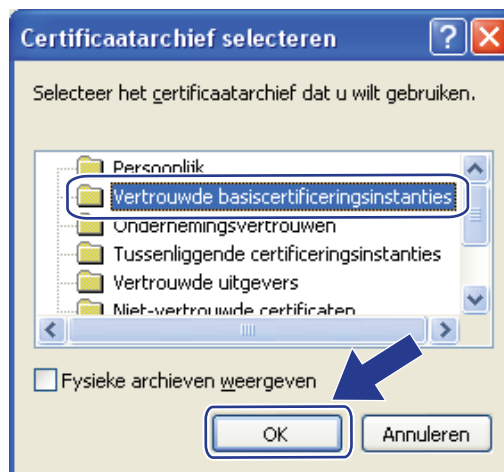 Certificaatarchief selecteren
Selecteer het certificaatarchief dat u wilt gebruiken.
Persoonlijk
Vertrouwde basiscertificeringsinstanties
Ondernemingsvertrouwen
Tussenliggende certificeringsinstanties
Vertrouwde uitgevers
Niet-vertrouwde certificaten
Fysieke archieven weergeven
OK
Annuleren